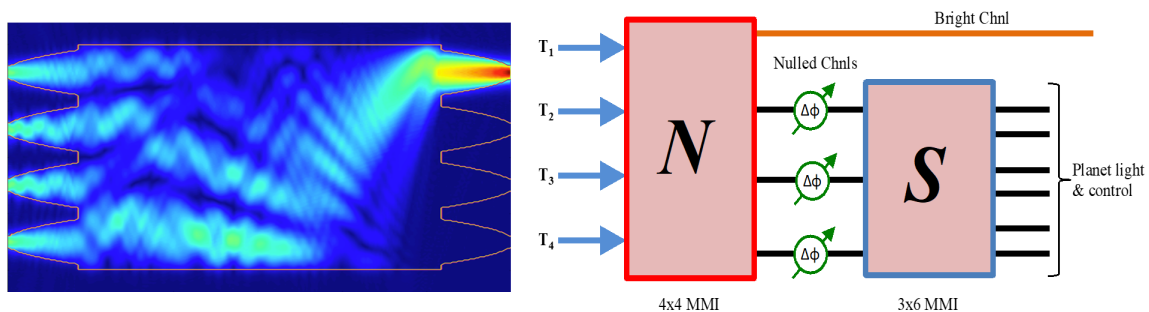 Bright Chnl
T1
Nulled Chnls
T2
Δϕ
N
S
T3
Δϕ
Planet light
& control
T4
Δϕ
4x4 MMI
3x6 MMI